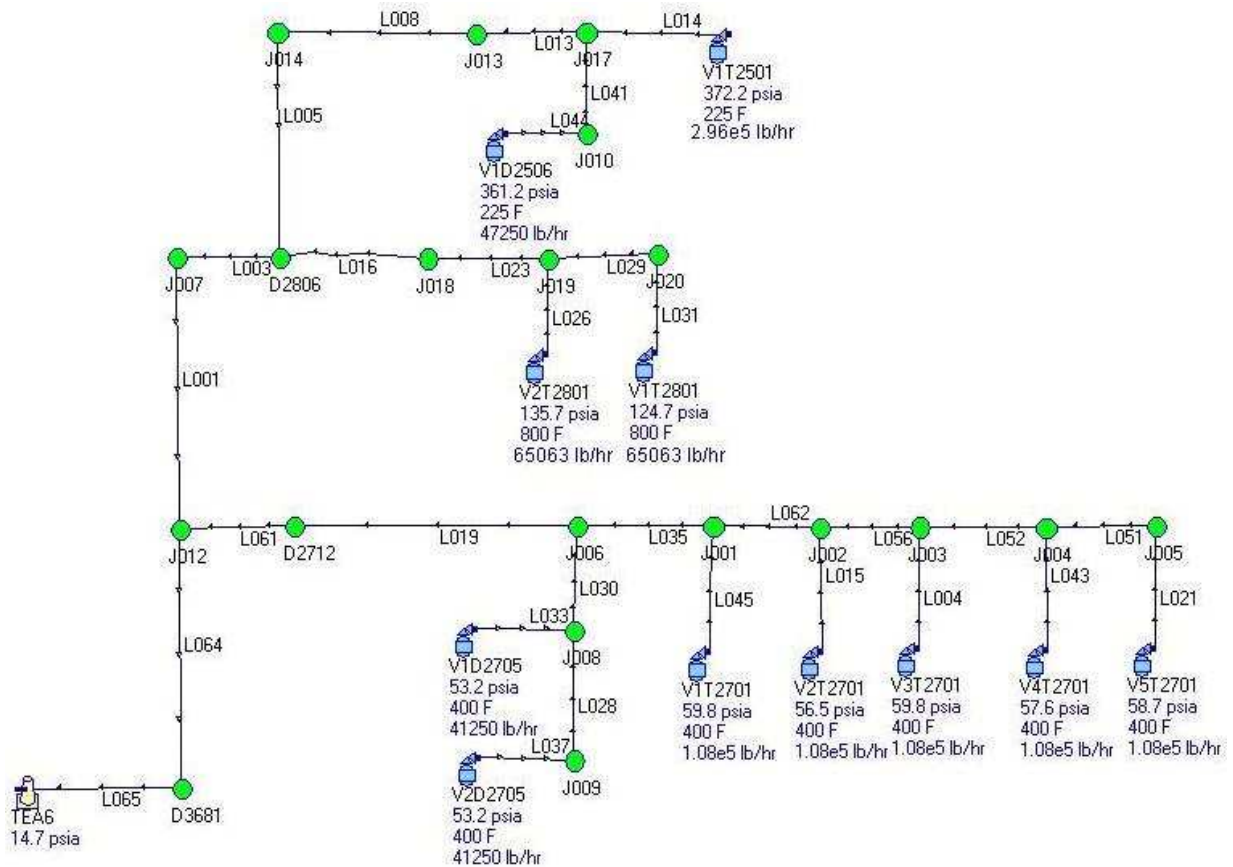 L008
L014
J014
J013
L013
J017
V1T2501
372.2 psia
225 F
2.96e5 lb/hr
L041
L005
L044
J010
V1D2506
361.2 psia
225 F
47250 lb/hr
J007
L003
D2806
L016
J018
L023
J019
L029
J020
L026
L031
V2T2801
135.7 psia
800 F
65063 lb/hr
V1T2801
124.7 psia
800 F
65063 lb/hr
L001
J012
L061
D2712
L019
J006
L035
J001
L062
J002
L056
J003
L052
J004
L051
J005
L030
L045
L015
L004
L043
L021
L033
J008
V1D2705
53.2 psia
400 F
41250 lb/hr
L064
L028
V1T2701
59.8 psia
400 F
1.08e5 lb/hr
V2T2701
56.5 psia
400 F
1.08e5 lb/hr
V3T2701
59.8 psia
400 F
1.08e5 lb/hr
V4T2701
57.6 psia
400 F
1.08e5 lb/hr
V5T2701
58.7 psia
400 F
1.08e5 lb/hr
L037
J009
V2D2705
53.2 psia
400 F
41250 lb/hr
L065
D3681
TEA6
14.7 psia